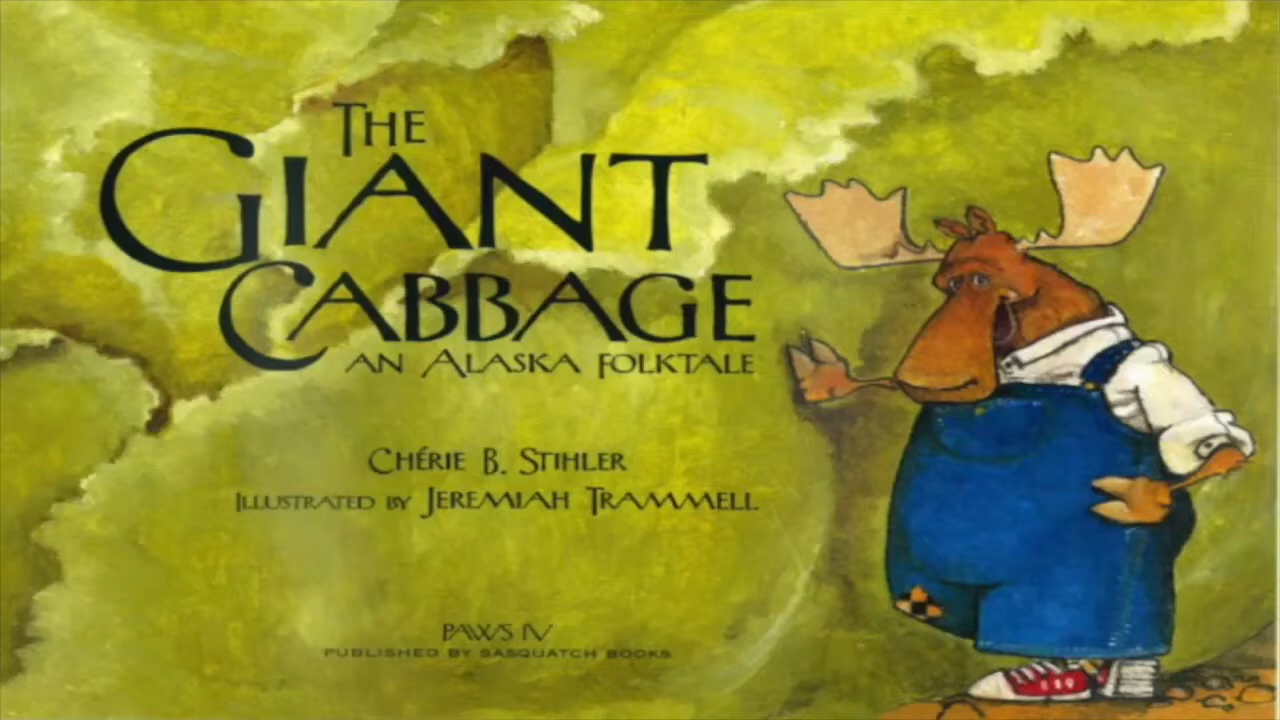 THE
GIANT
CABBAGE
AN ALASKA FOLKTALE
CHÉRIE B. STIHLER
ILLUSTRATED BY JEREMIAH TRAMMELL
PAWS IV
PUBLISHED BY SASQUATCH BOOKS